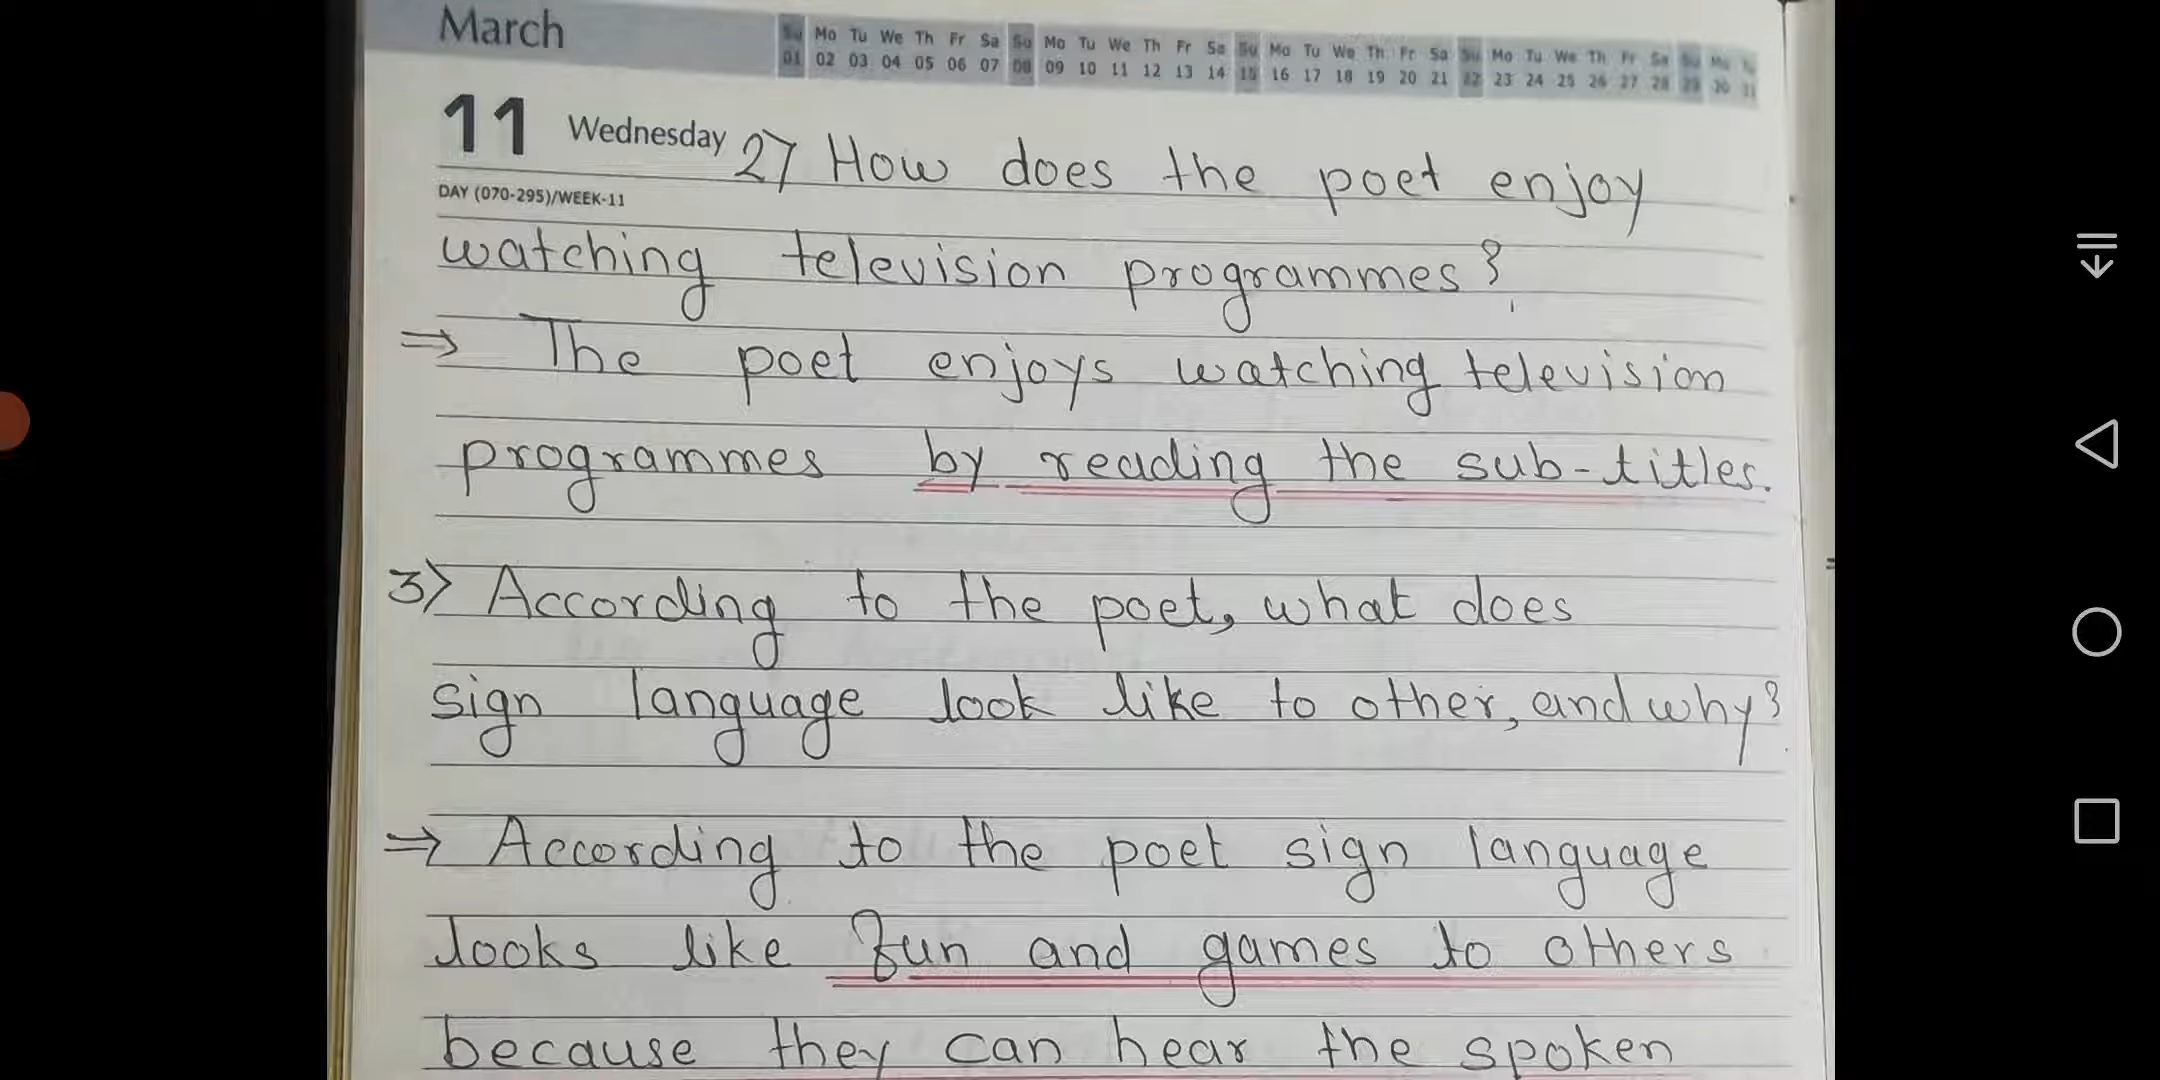 March
Su Mo Tu We Th Fr Sa Su Mo Tu We Th Fr Sa Su Mo Tu We Th Fr Sa Su Mo Tu We Th Fr Sa Su Mo Tu
01 02 03 04 05 06 07 08 09 10 11 12 13 14 15 16 17 18 19 20 21 22 23 24 25 26 27 28 29 30 31
11 Wednesday 2> How does the poet enjoy
DAY (070-295)/WEEK-11
watching television programmes?
⇒ The poet enjoys watching television
programmes by reading the sub-titles.
3> According to the poet, what does
sign language look like to other, and why?
⇒ According to the poet sign language
looks like fun and games to others
because they can hear the spoken